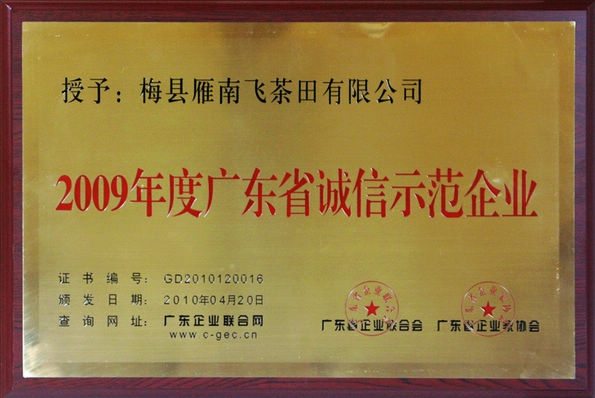 授予：梅县雁南飞茶田有限公司
2009年度广东省诚信示范企业
证书编号：GD2010120016
颁发日期：2010年04月20日
查询网址：广东企业联合网
www.c-gec.cn
广东省企业联合会 广东省企业家协会